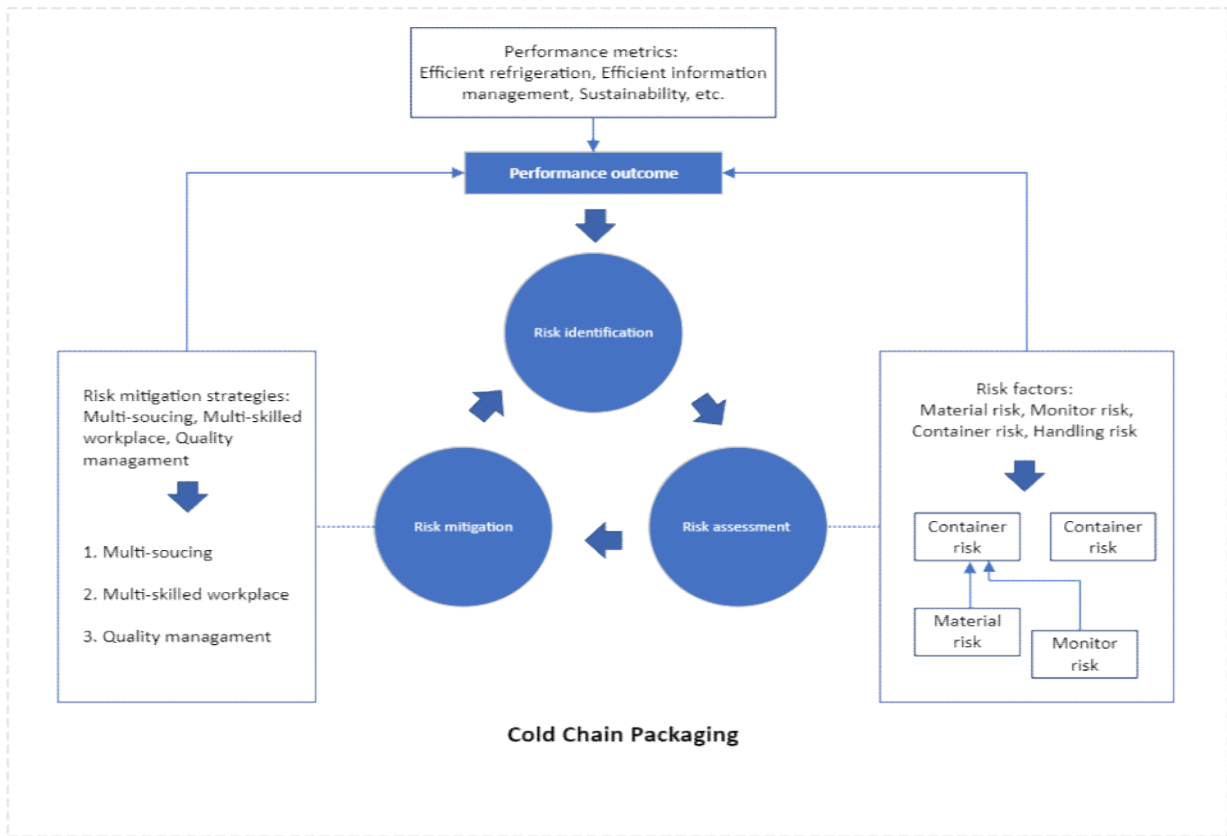 Performance metrics:
Efficient refrigeration, Efficient information
management, Sustainability, etc.
Performance outcome
Risk identification
Risk mitigation strategies:
Multi-soucing, Multi-skilled
workplace, Quality
managament
1. Multi-soucing
2. Multi-skilled workplace
3. Quality managament
Risk mitigation
Risk assessment
Risk factors:
Material risk, Monitor risk,
Container risk, Handling risk
Container
risk
Container
risk
Material
risk
Monitor
risk
Cold Chain Packaging